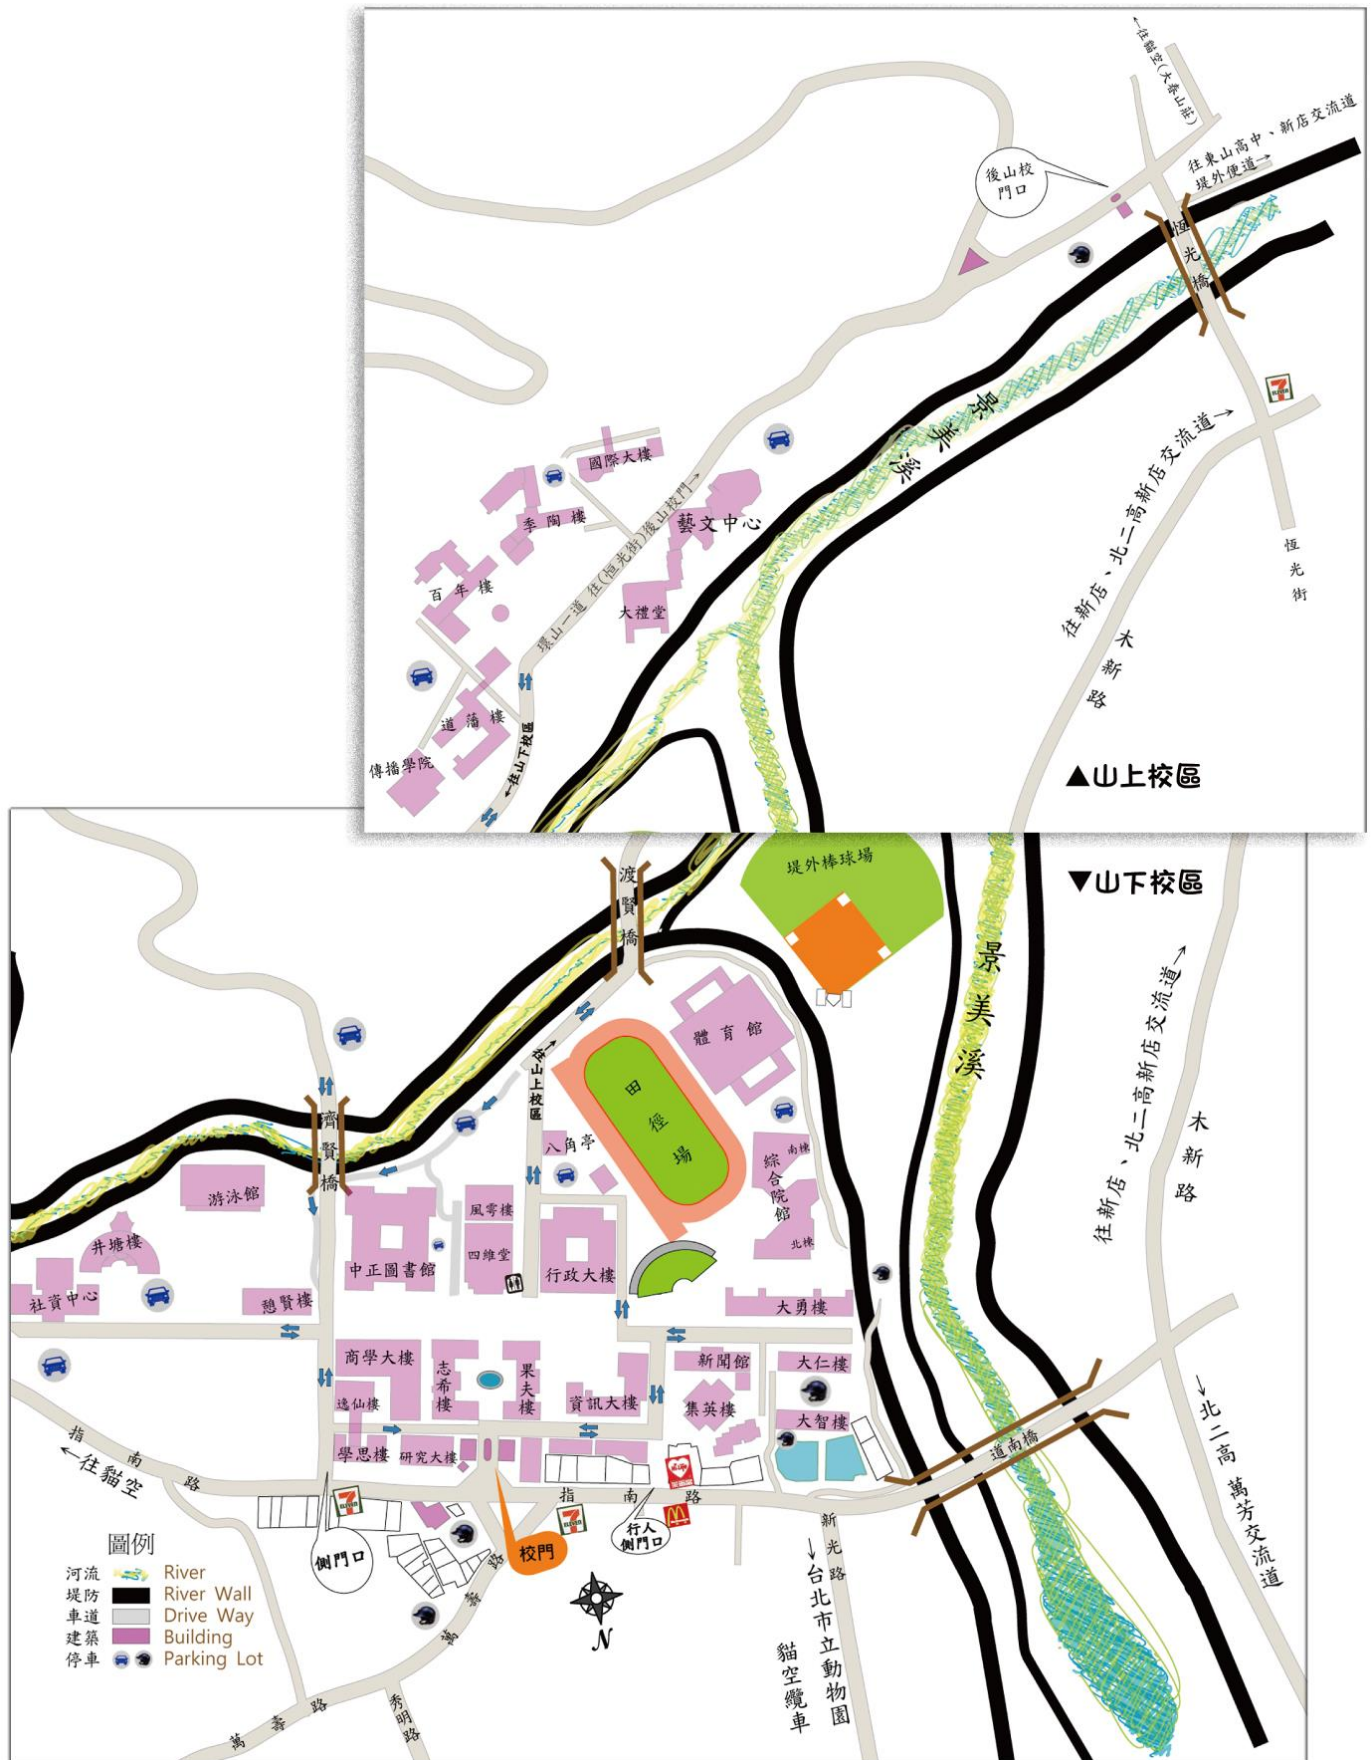 ←往貓空(大春山莊)
往東山高中、新店交流道
堤外便道→
後山校
門口
恆光橋
景美溪
國際大樓
季陶樓
藝文中心
百年樓
大禮堂
環山一道 往(恆光街)後山校門→
道藩樓
傳播學院
←往山下校區
往新店、北二高新店交流道→
木新路
恆光街
▲山上校區
▼山下校區
渡賢橋
堤外棒球場
景美溪
體育館
田徑場
往山上校區→
八角亭
濟賢橋
游泳館
井塘樓
社資中心
憩賢樓
中正圖書館
風雩樓
四維堂
行政大樓
綜合院館
南棟
北棟
大勇樓
往新店、北二高新店交流道→
木新路
商學大樓
逸仙樓
志希樓
果夫樓
資訊大樓
新聞館
集英樓
大仁樓
大智樓
學思樓
研究大樓
道南橋
指南路
←往貓空
指南路
7
ELEVEN
7
ELEVEN
7
ELEVEN
側門口
校門
行人
側門口
新光路
→台北市立動物園
貓空纜車
→北二高 萬芳交流道
萬壽路
萬壽路
秀明路
N
圖例
河流 River
堤防 River Wall
車道 Drive Way
建築 Building
停車 Parking Lot